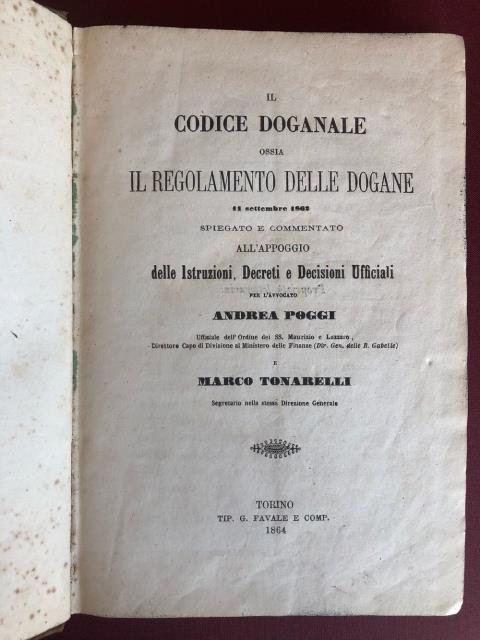 IL
CODICE DOGANALE
OSSIA
IL REGOLAMENTO DELLE DOGANE
11 settembre 1862
SPIEGATO E COMMENTATO
ALL'APPOGGIO
delle Istruzioni, Decreti e Decisioni Ufficiali
PER L'AVVOCATO
ANDREA POGGI
Uffiziale dell'Ordine dei SS. Maurizio e Lazzaro,
Direttore Capo di Divisione al Ministero delle Finanze (Dir. Gen. delle R. Gabelle)
E
MARCO TONARELLI
Segretario nella stessa Direzione Generale
TORINO
TIP. G. FAVALE E COMP.
1864